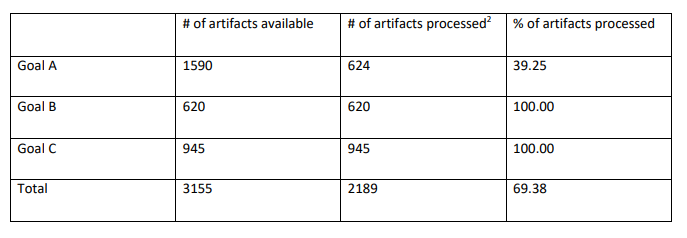 # of artifacts available # of artifacts processed² % of artifacts processed
Goal A 1590 624 39.25
Goal B 620 620 100.00
Goal C 945 945 100.00
Total 3155 2189 69.38